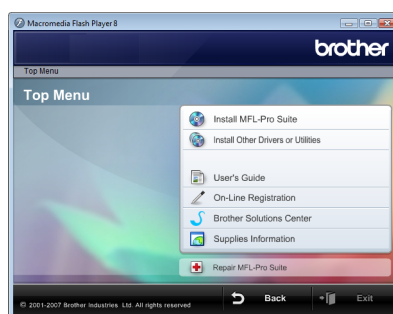 Macromedia Flash Player 8
brother
Top Menu
Top Menu
Install MFL-Pro Suite
Install Other Drivers or Utilities
User's Guide
On-Line Registration
Brother Solutions Center
Supplies Information
Repair MFL-Pro Suite
© 2001-2007 Brother Industries Ltd. All rights reserved Back Exit